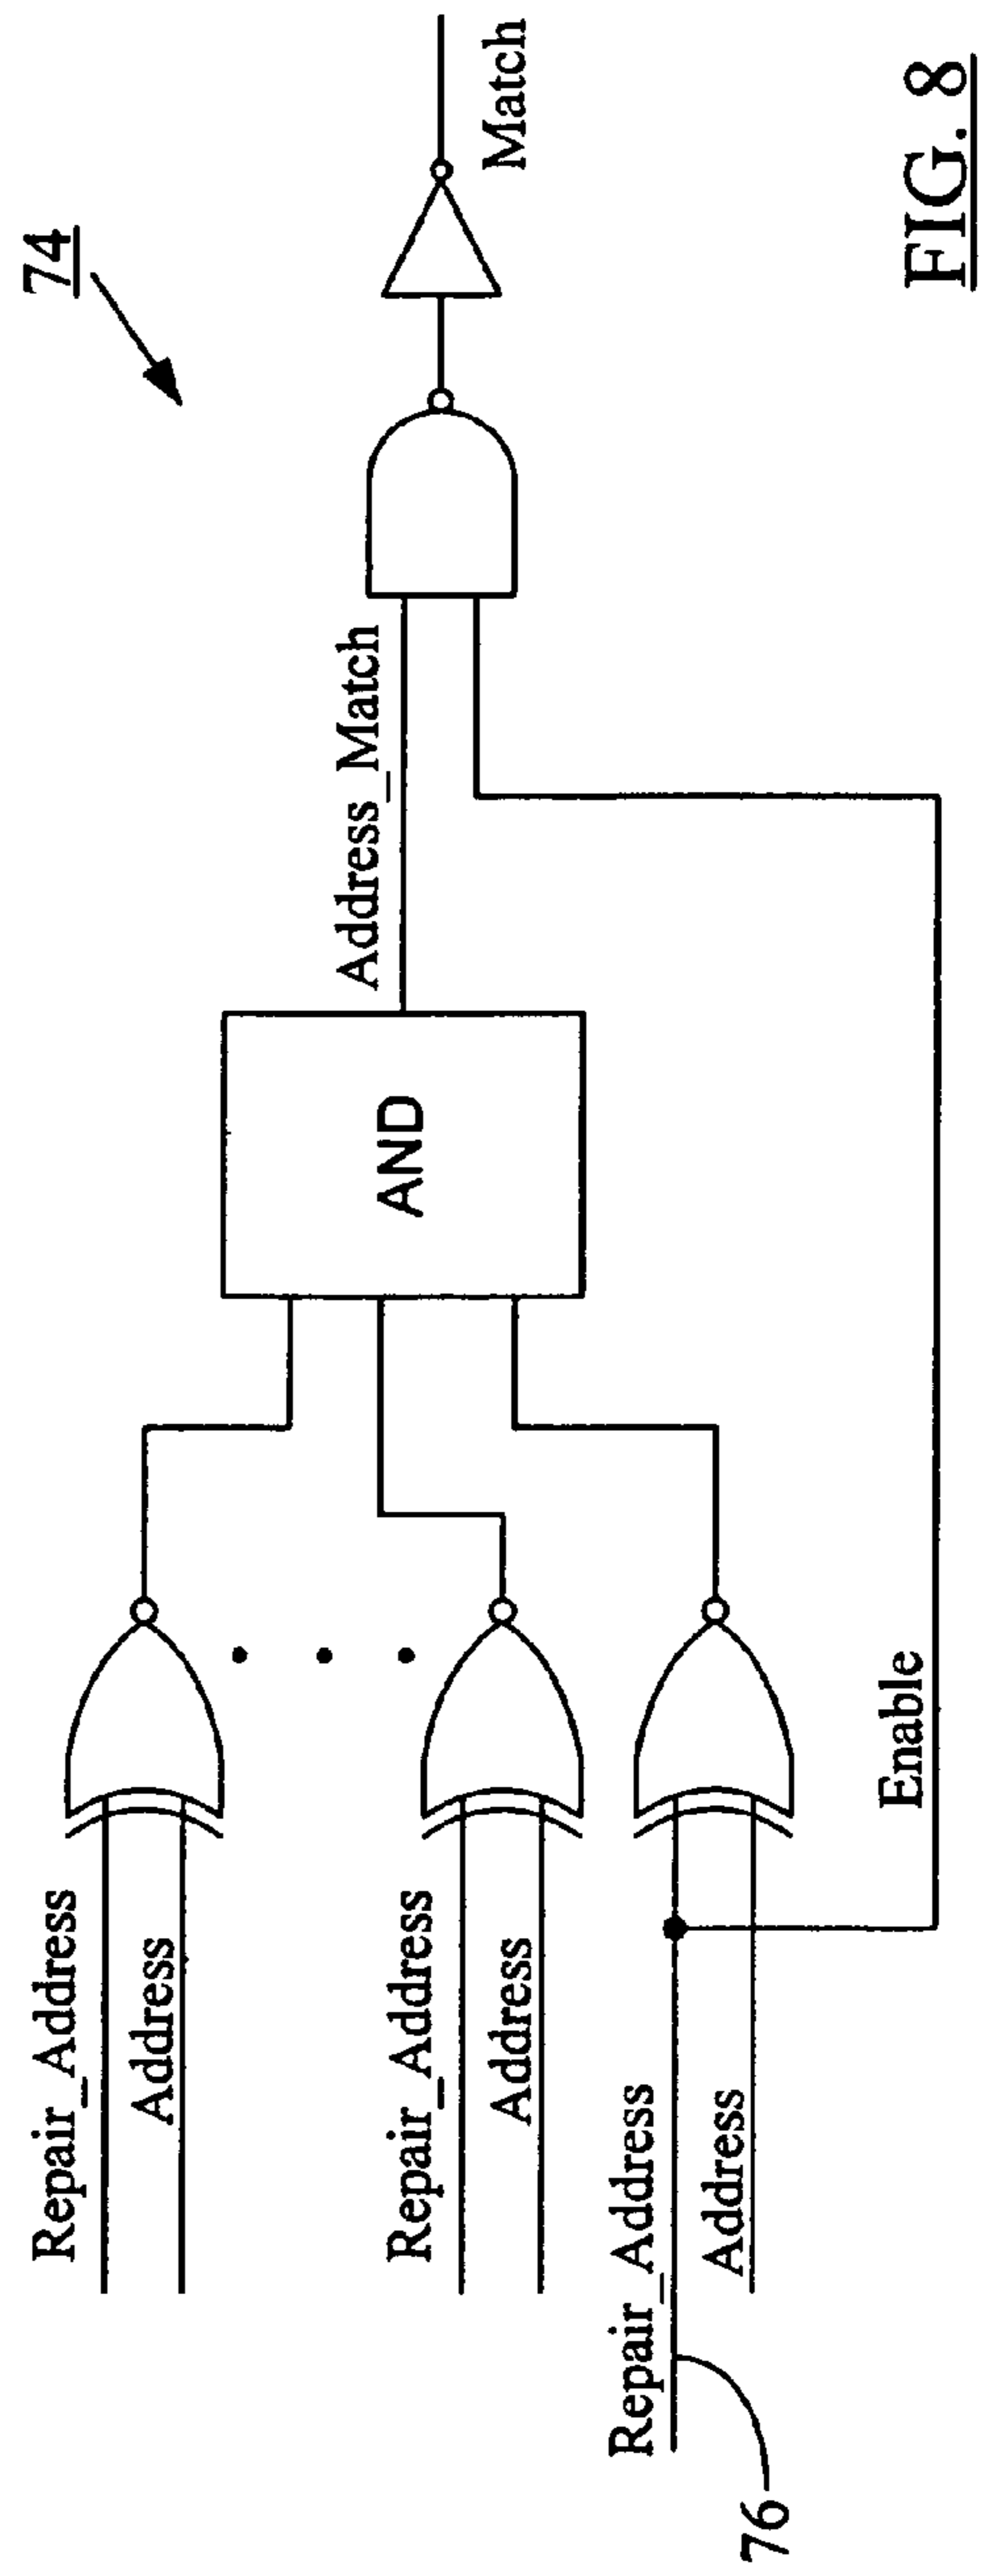 74
Repair_Address
Address
Repair_Address
Address
Repair_Address
Address
76
AND
Address_Match
Enable
Match
FIG. 8